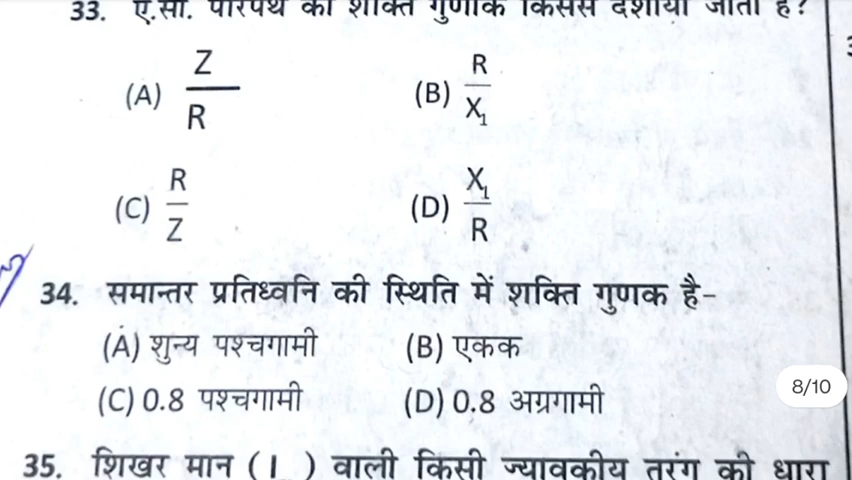 33. ए.सी. परिपथ का शक्ति गुणांक किससे दर्शाया जाता है?
(A) Z/R (B) R/X₁
(C) R/Z (D) X₁/R
34. समान्तर प्रतिध्वनि की स्थिति में शक्ति गुणक है-
(A) शुन्य पश्चगामी (B) एकक
(C) 0.8 पश्चगामी (D) 0.8 अग्रगामी
8/10
35. शिखर मान ( I ) वाली किसी ज्यावकीय तरंग की धारा